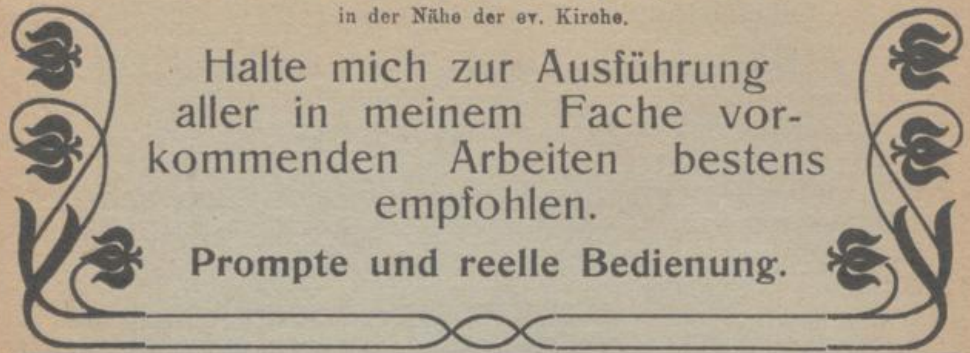 in der Nähe der ev. Kirche.
Halte mich zur Ausführung
aller in meinem Fache vor-
kommenden Arbeiten bestens
empfohlen.
Prompte und reelle Bedienung.